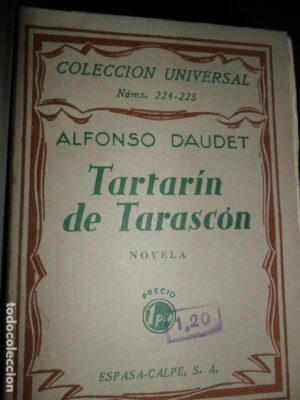 COLECCION UNIVERSAL
Núms. 224-225
ALFONSO DAUDET
Tartarín
de Tarascón
NOVELA
PRECIO
1 pta
1,20
ESPASA-CALPE, S. A.
todocoleccion